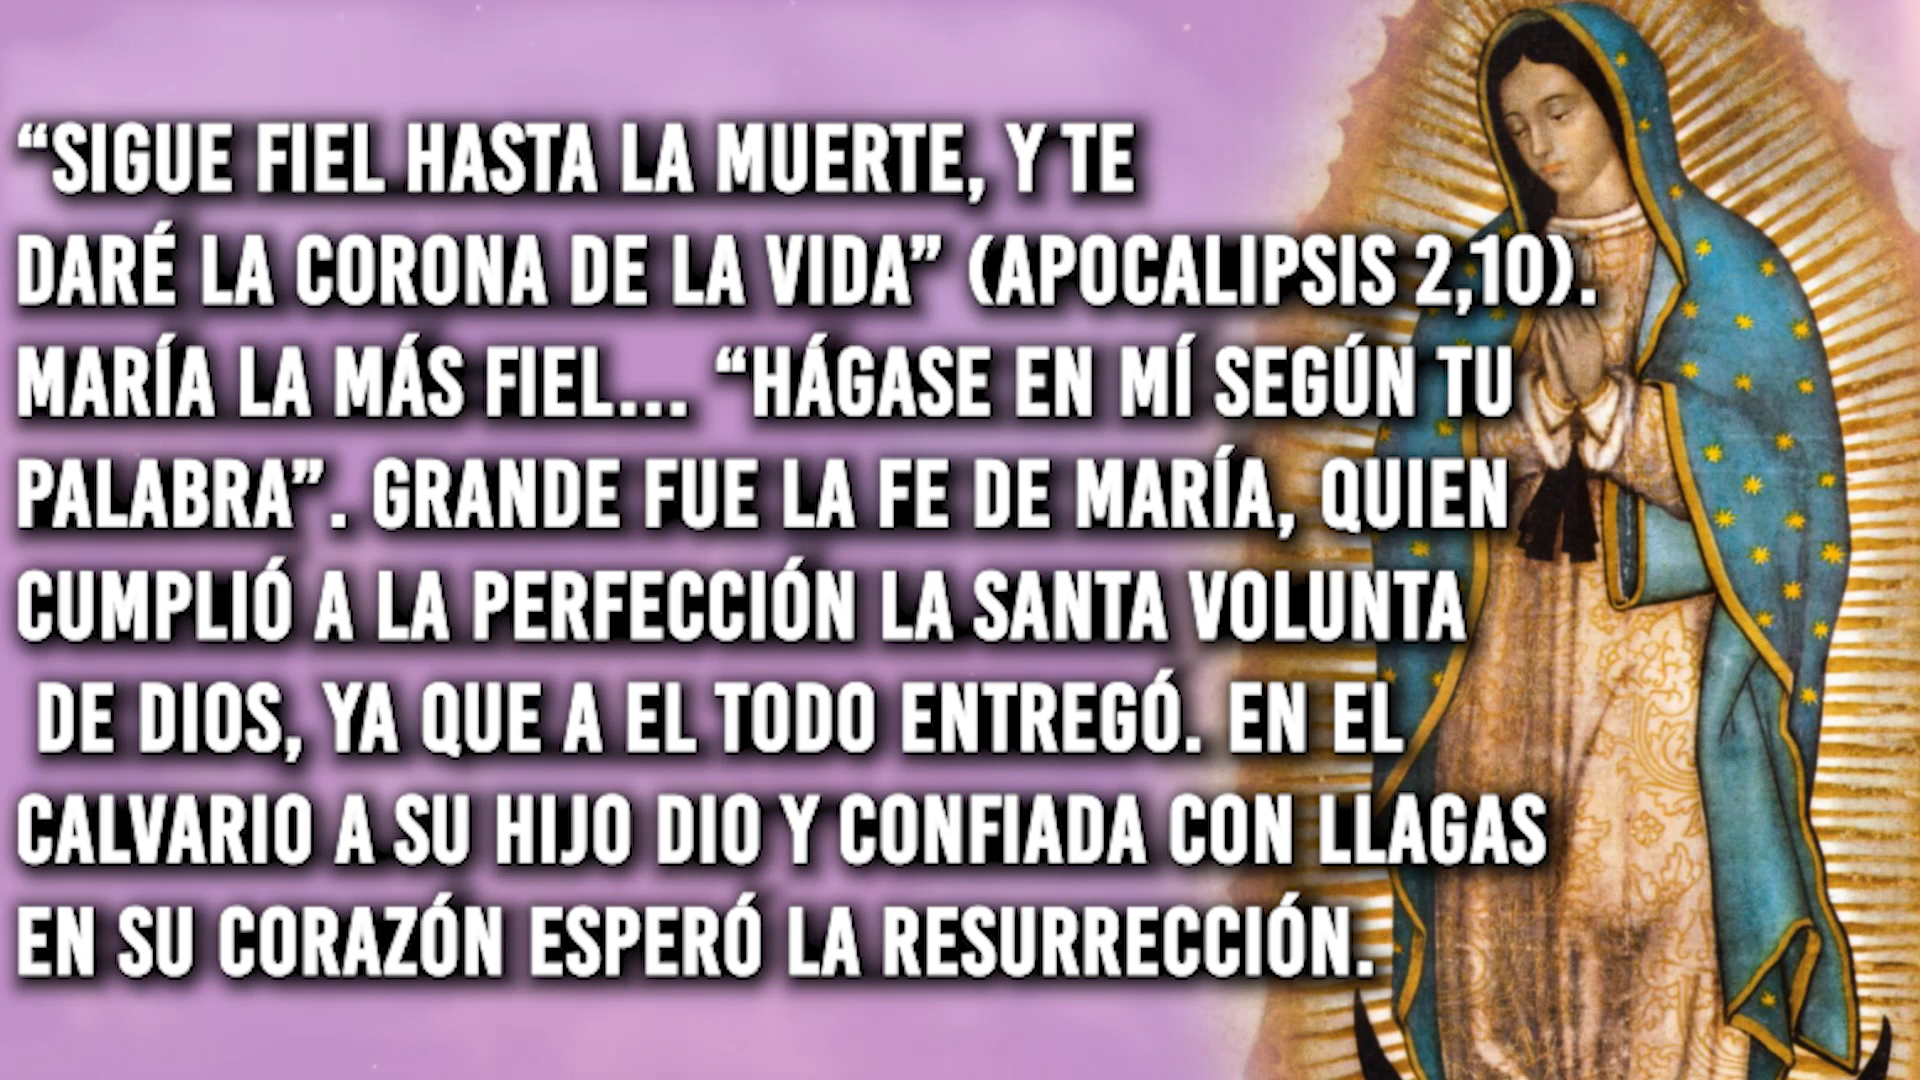 “SIGUE FIEL HASTA LA MUERTE, Y TE
DARÉ LA CORONA DE LA VIDA” (APOCALIPSIS 2,10).
MARÍA LA MÁS FIEL... “HÁGASE EN MÍ SEGÚN TU
PALABRA”. GRANDE FUE LA FE DE MARÍA, QUIEN
CUMPLIÓ A LA PERFECCIÓN LA SANTA VOLUNTA
DE DIOS, YA QUE A EL TODO ENTREGÓ. EN EL
CALVARIO A SU HIJO DIO Y CONFIADA CON LLAGAS
EN SU CORAZÓN ESPERÓ LA RESURRECCIÓN.